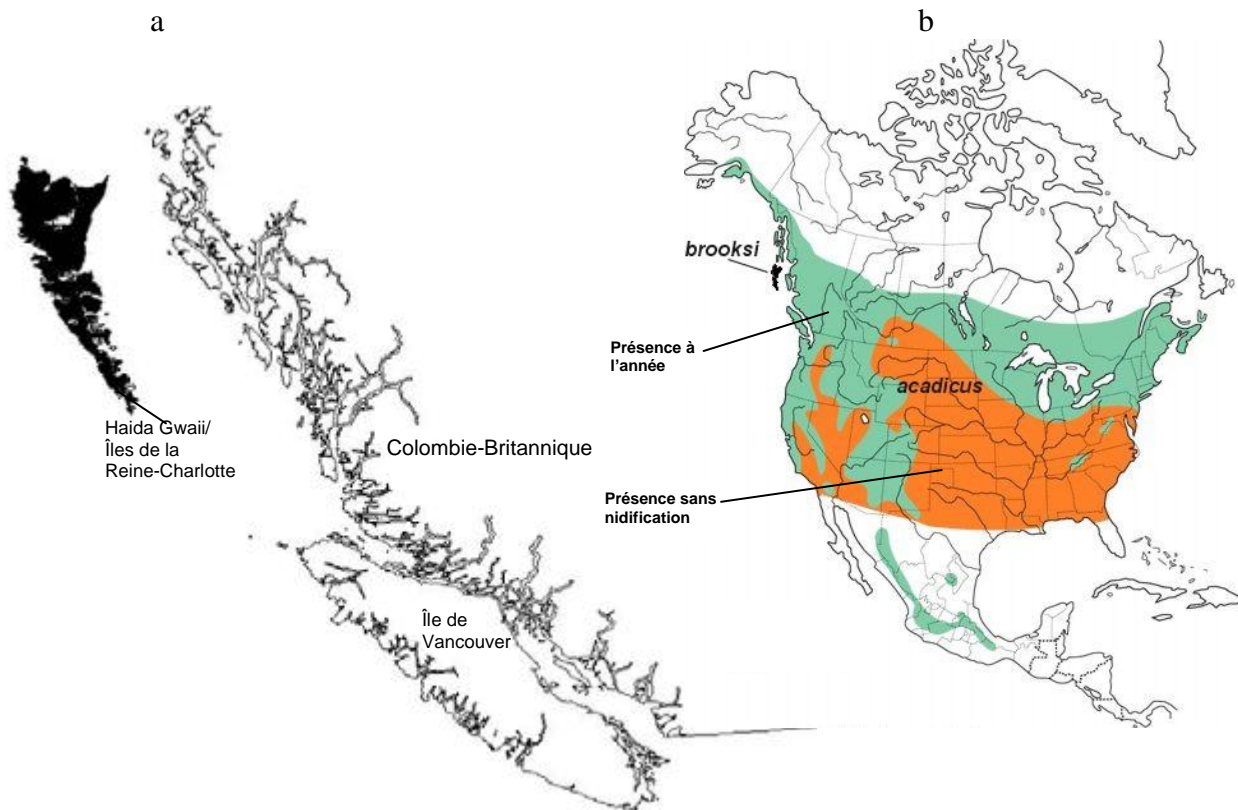 a
b
Haida Gwaii/
Îles de la
Reine-Charlotte
Colombie-Britannique
Île de
Vancouver
brooksi
Présence à
l'année
acadicus
Présence sans
nidification